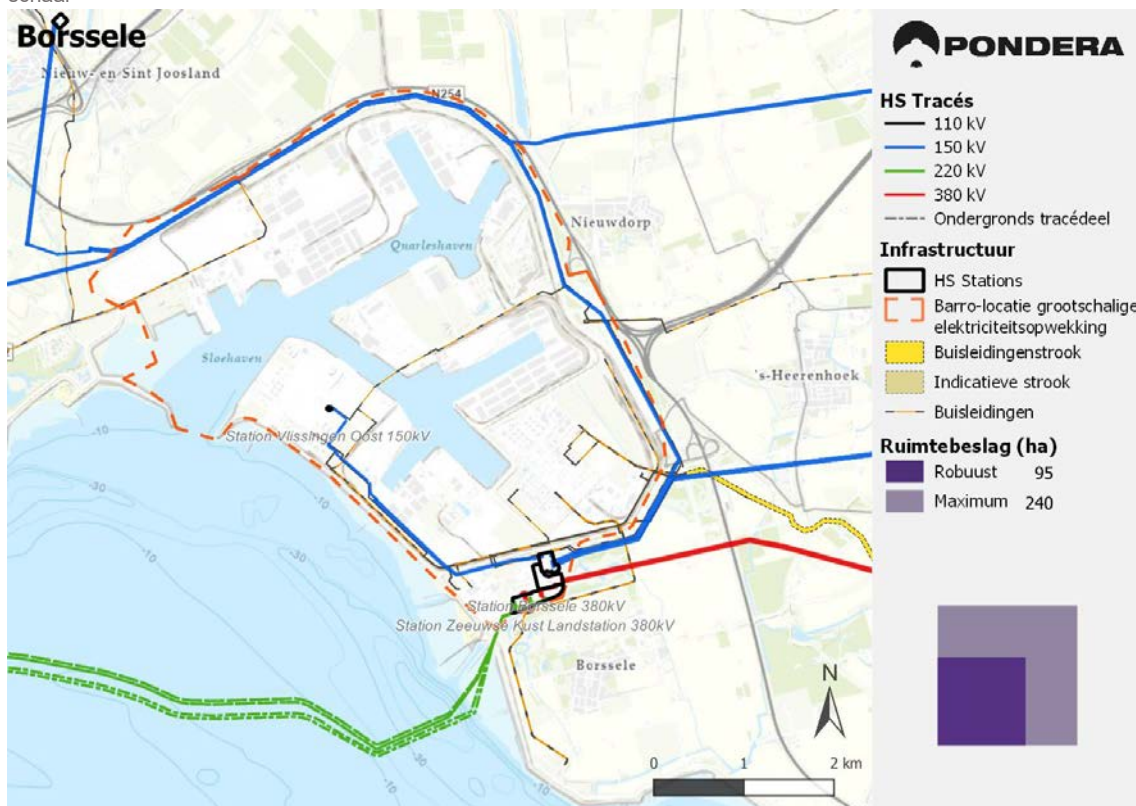 Borssele
Nieuw- en Sint Joosland
N254
Quarleshaven
Nieuwdorp
Sloehaven
's-Heerenhoek
Station Vlissingen Oost 150kV
-10
-30
-10
-30
-10
-30
-10
Station Borssele 380kV
Station Zeeuwse Kust Landstation 380kV
Borssele
N
0 1 2 km
PONDERA
HS Tracés
110 kV
150 kV
220 kV
380 kV
Ondergronds tracédeel
Infrastructuur
HS Stations
Barro-locatie grootschalige
elektriciteitsopwekking
Buisleidingenstrook
Indicatieve strook
Buisleidingen
Ruimtebeslag (ha)
Robuust 95
Maximum 240